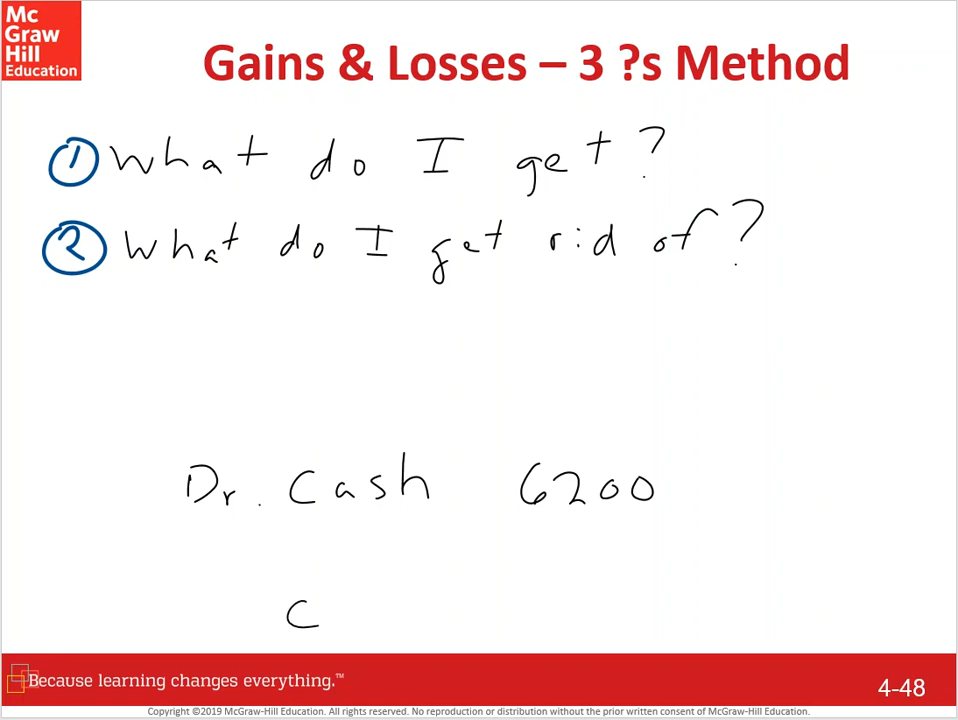 Mc
Graw
Hill
Education
Gains & Losses – 3 ?s Method
① What do I get?
② What do I get rid of?
Dr. Cash 6200
C
Because learning changes everything.™
4-48
Copyright ©2019 McGraw-Hill Education. All rights reserved. No reproduction or distribution without the prior written consent of McGraw-Hill Education.